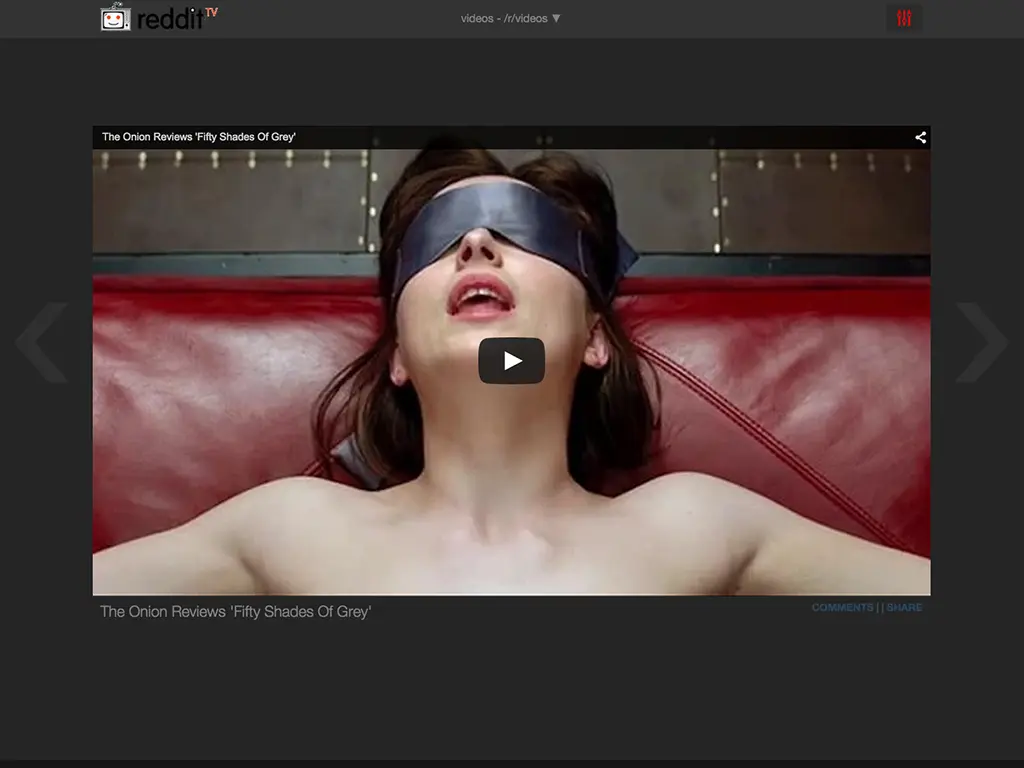 reddit TV
videos - /r/videos ▼
The Onion Reviews 'Fifty Shades Of Grey'
The Onion Reviews 'Fifty Shades Of Grey'
COMMENTS | | SHARE